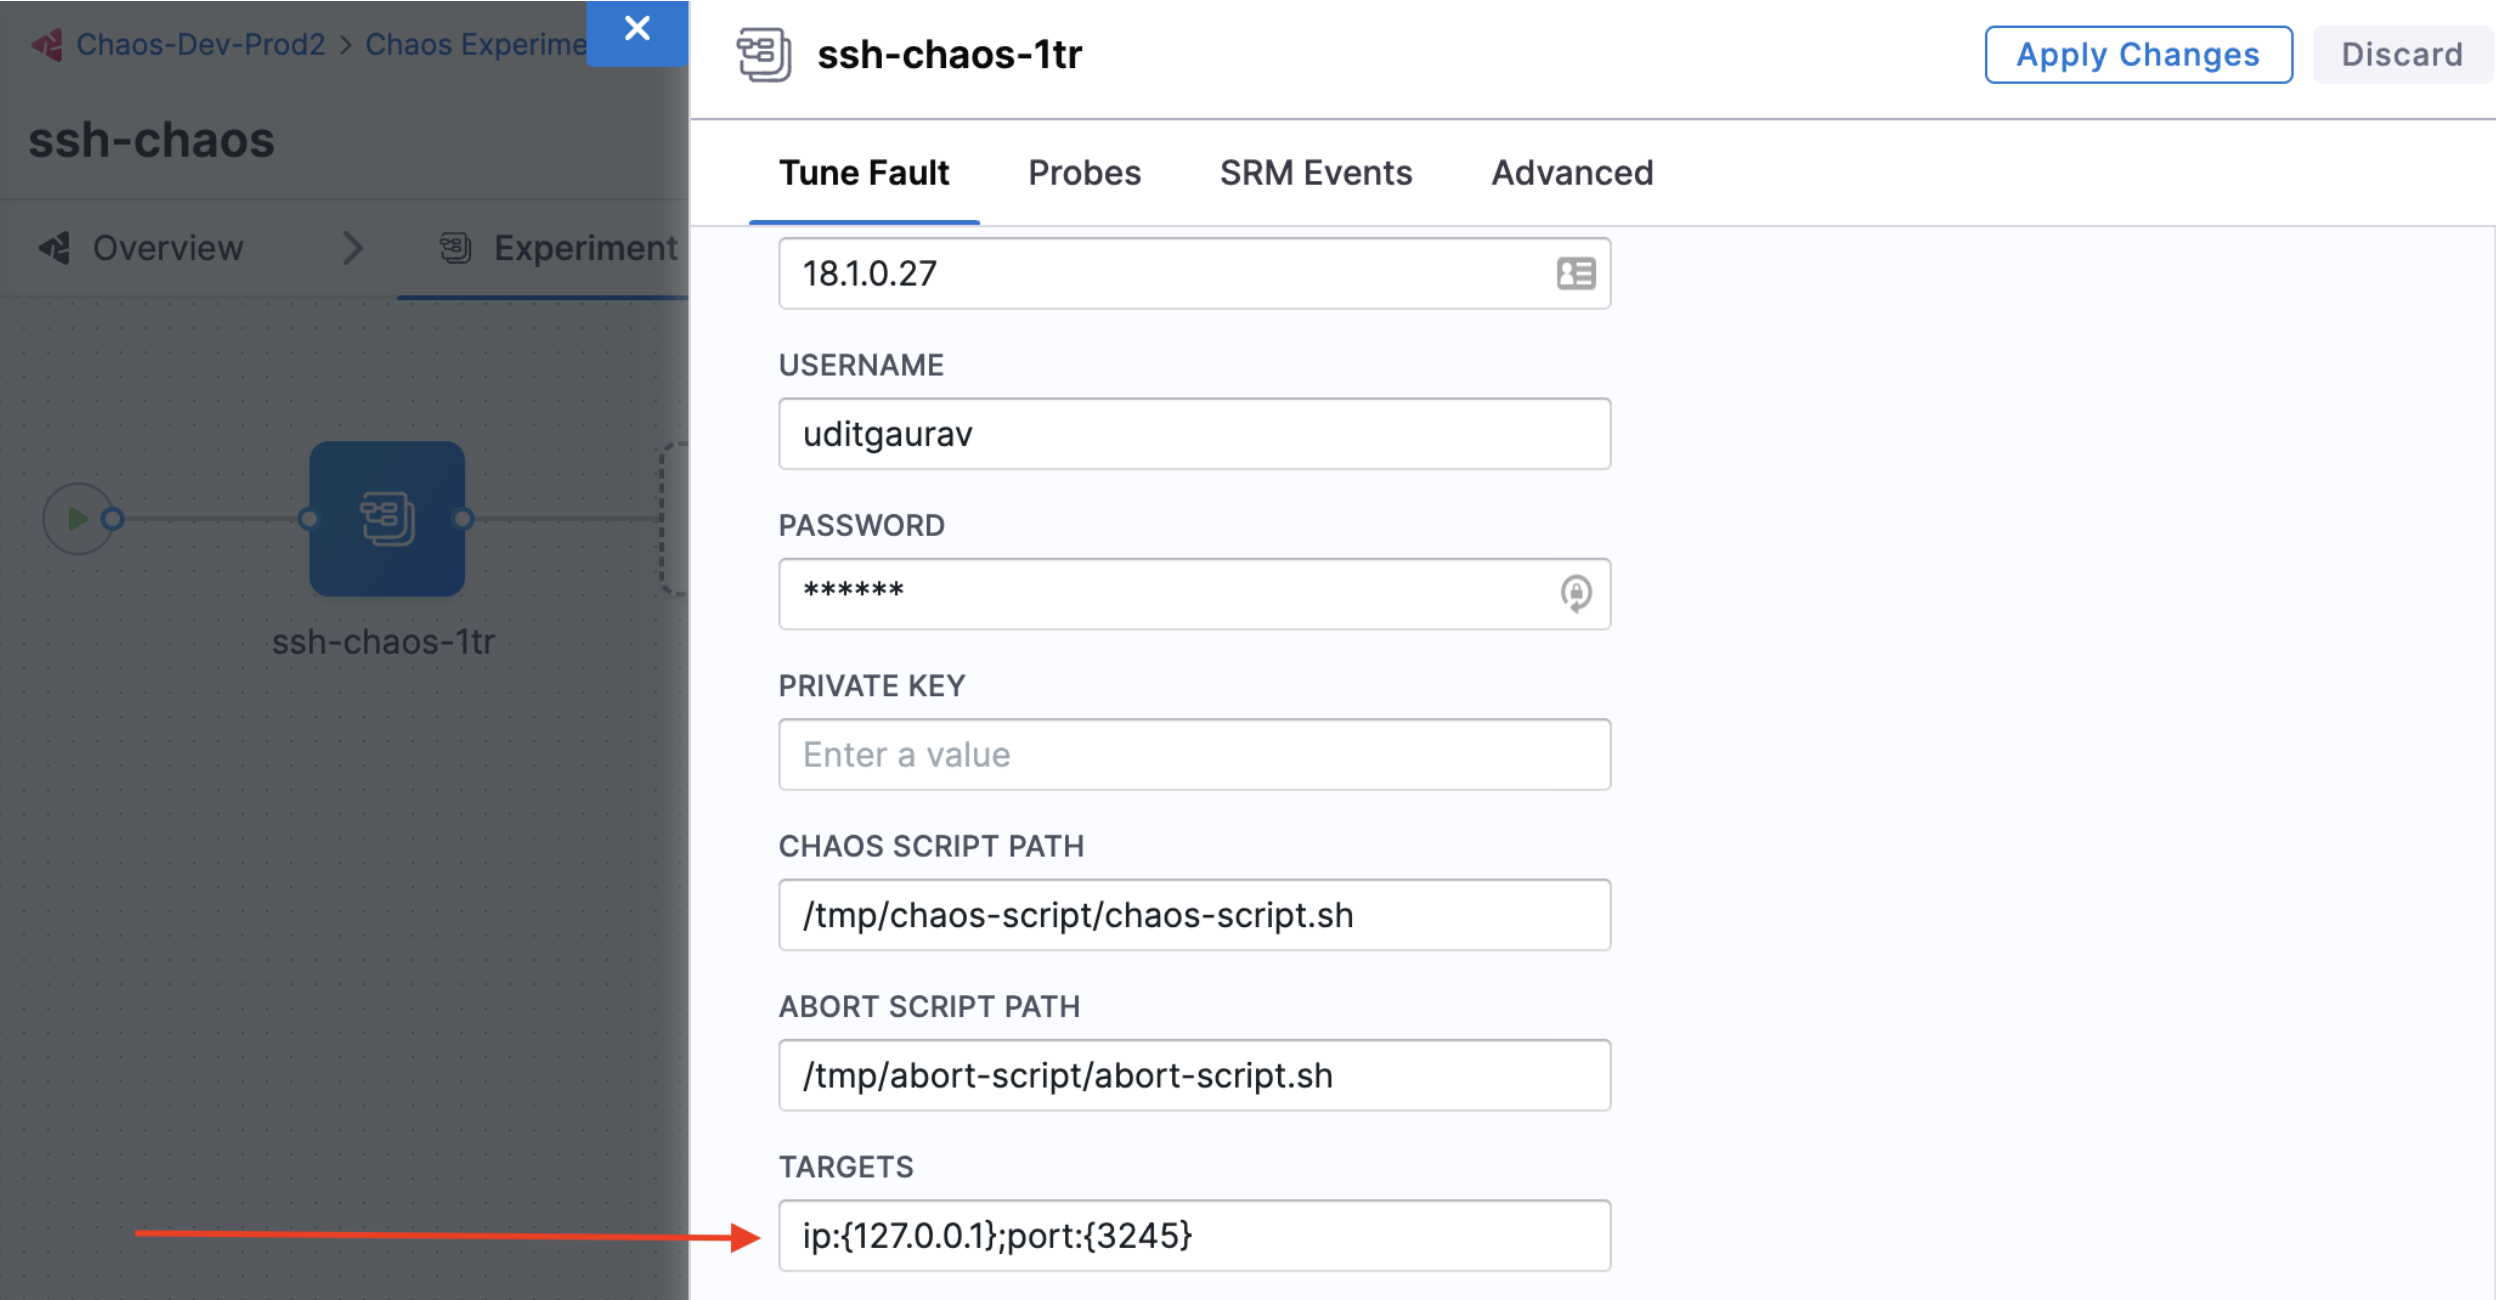 Chaos-Dev-Prod2 > Chaos Experime
ssh-chaos
Overview
Experiment
ssh-chaos-1tr
ssh-chaos-1tr
Apply Changes
Discard
Tune Fault
Probes
SRM Events
Advanced
18.1.0.27
USERNAME
uditgaurav
PASSWORD
******
PRIVATE KEY
Enter a value
CHAOS SCRIPT PATH
/tmp/chaos-script/chaos-script.sh
ABORT SCRIPT PATH
/tmp/abort-script/abort-script.sh
TARGETS
ip:{127.0.0.1};port:{3245}